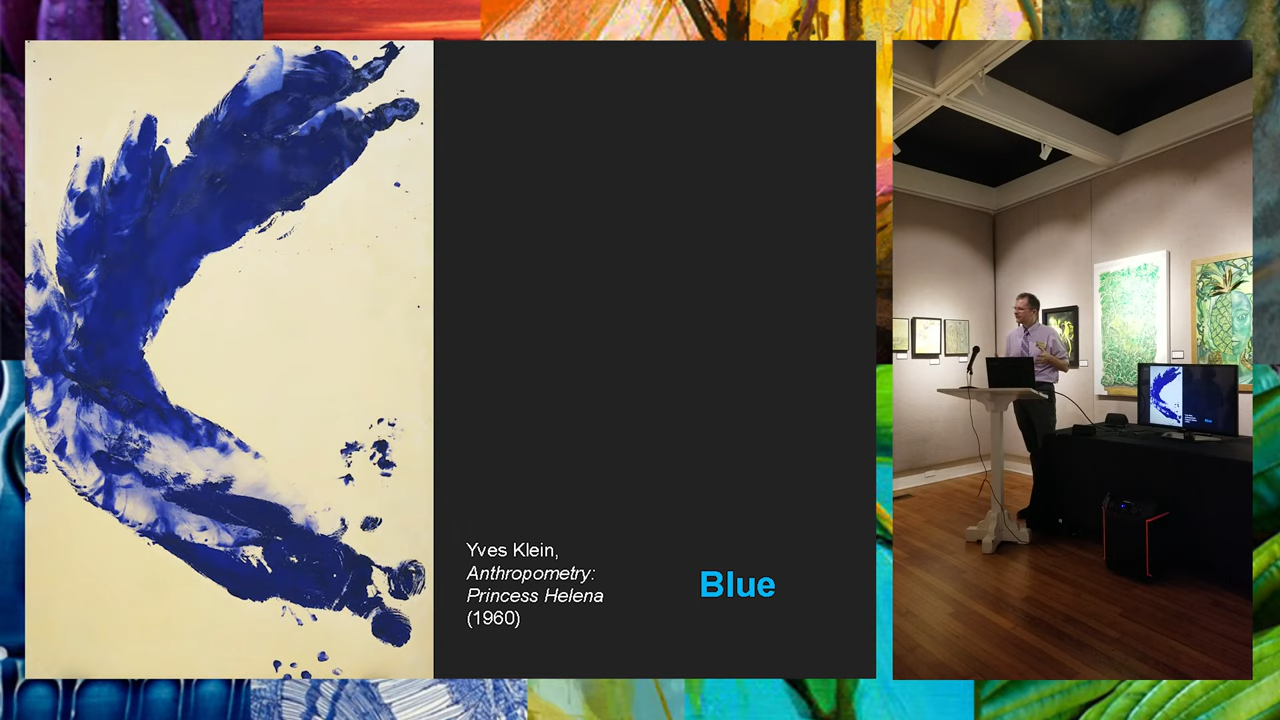 Yves Klein,
Anthropometry:
Princess Helena
(1960)
Blue